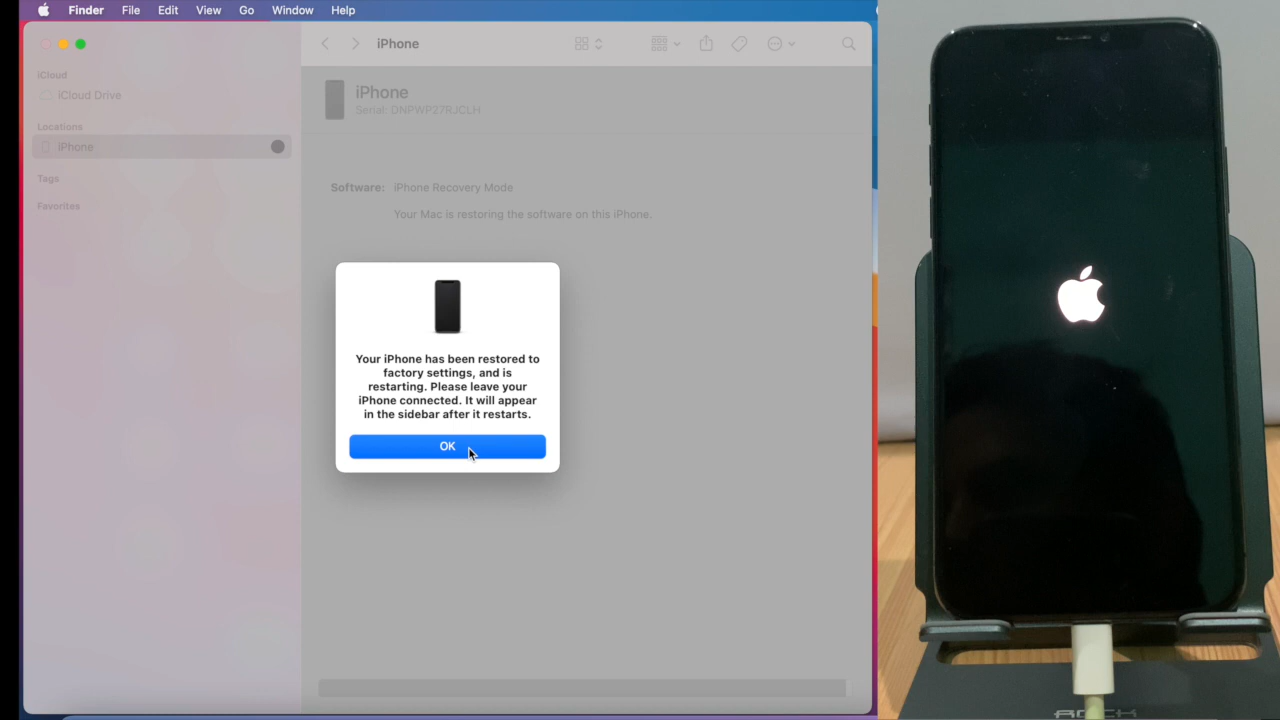 Finder File Edit View Go Window Help
iPhone
iCloud
iCloud Drive
Locations
iPhone
Tags
Favorites
iPhone
Serial: DNPWP27RJCLH
Software: iPhone Recovery Mode
Your Mac is restoring the software on this iPhone.
Your iPhone has been restored to
factory settings, and is
restarting. Please leave your
iPhone connected. It will appear
in the sidebar after it restarts.
OK
ROCK